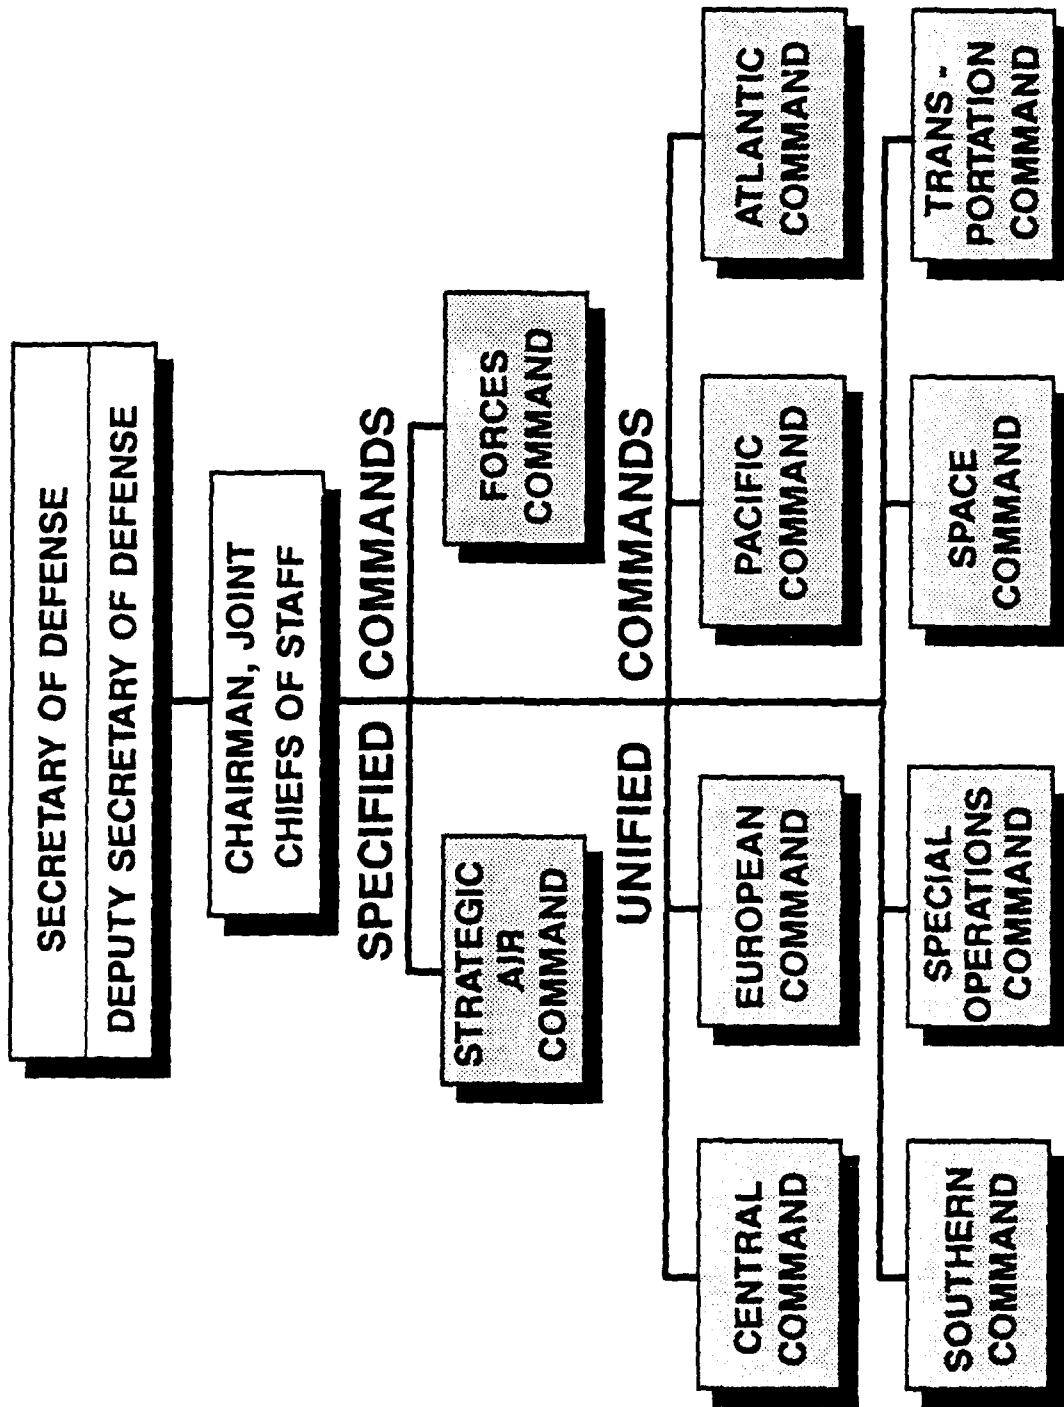 SECRETARY OF DEFENSE
DEPUTY SECRETARY OF DEFENSE
CHAIRMAN, JOINT
CHIEFS OF STAFF
SPECIFIED COMMANDS
STRATEGIC
AIR
COMMAND
FORCES
COMMAND
UNIFIED COMMANDS
CENTRAL
COMMAND
EUROPEAN
COMMAND
PACIFIC
COMMAND
ATLANTIC
COMMAND
SOUTHERN
COMMAND
SPECIAL
OPERATIONS
COMMAND
SPACE
COMMAND
TRANS -
PORTATION
COMMAND